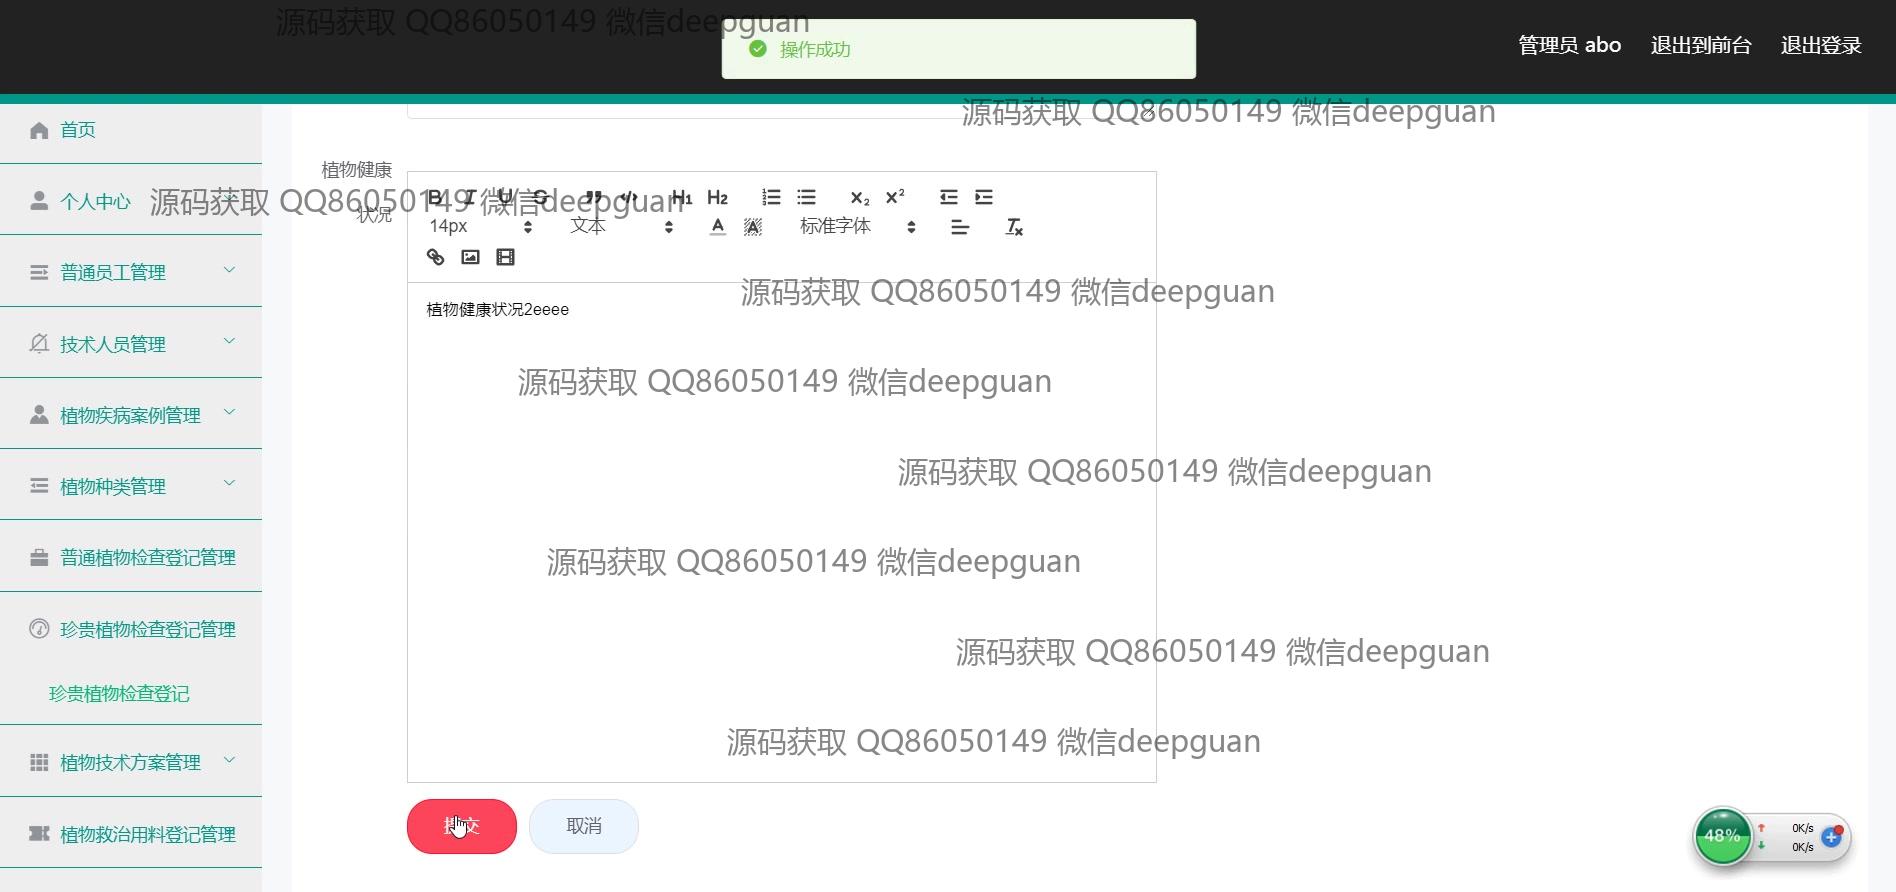 源码获取 QQ86050149 微信deepguan
操作成功
管理员 abo
退出到前台
退出登录
源码获取 QQ86050149 微信deepguan
首页
个人中心
源码获取 QQ86050149 微信deepguan
普通员工管理
技术人员管理
植物疾病案例管理
植物种类管理
普通植物检查登记管理
珍贵植物检查登记管理
珍贵植物检查登记
植物技术方案管理
植物救治用料登记管理
植物健康
状况
B I U S H1 H2 X2 X2
14px 文本 A A 标准字体 Tx
源码获取 QQ86050149 微信deepguan
植物健康状况2eeee
源码获取 QQ86050149 微信deepguan
源码获取 QQ86050149 微信deepguan
源码获取 QQ86050149 微信deepguan
源码获取 QQ86050149 微信deepguan
源码获取 QQ86050149 微信deepguan
提交
取消
48%
0K/s
0K/s